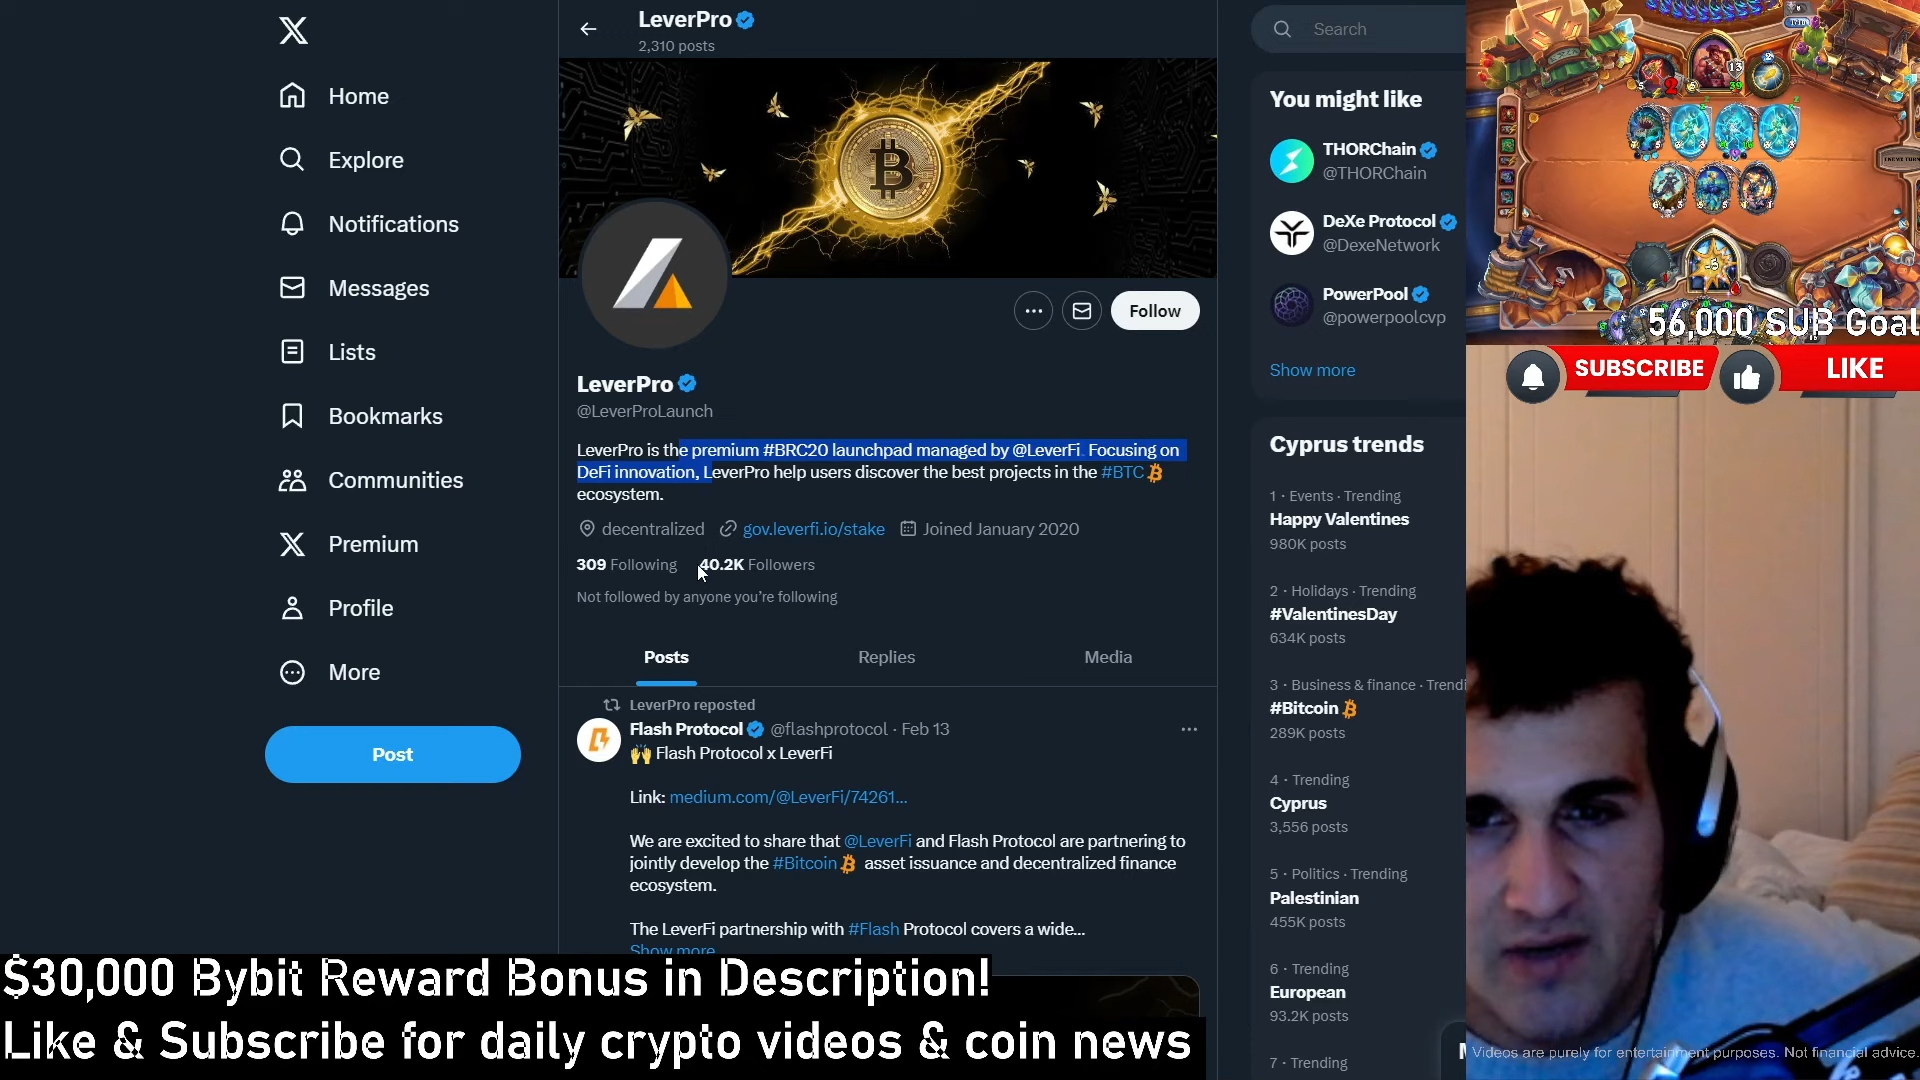 LeverPro
2,310 posts
Search
Home
Explore
Notifications
Messages
Lists
Bookmarks
Communities
Premium
Profile
More
Post
Follow
LeverPro
@LeverProLaunch
LeverPro is the premium #BRC20 launchpad managed by @LeverFi. Focusing on
DeFi innovation, LeverPro help users discover the best projects in the #BTC
ecosystem.
decentralized gov.leverfi.io/stake Joined January 2020
309 Following 40.2K Followers
Not followed by anyone you're following
Posts Replies Media
LeverPro reposted
Flash Protocol @flashprotocol · Feb 13
🙌 Flash Protocol x LeverFi
Link: medium.com/@LeverFi/74261...
We are excited to share that @LeverFi and Flash Protocol are partnering to
jointly develop the #Bitcoin asset issuance and decentralized finance
ecosystem.
The LeverFi partnership with #Flash Protocol covers a wide...
Show more
You might like
THORChain
@THORChain
DeXe Protocol
@DexeNetwork
PowerPool
@powerpoolcvp
Show more
Cyprus trends
1 · Events · Trending
Happy Valentines
980K posts
2 · Holidays · Trending
#ValentinesDay
634K posts
3 · Business & finance · Trendi
#Bitcoin
289K posts
4 · Trending
Cyprus
3,556 posts
5 · Politics · Trending
Palestinian
455K posts
6 · Trending
European
93.2K posts
7 · Trending
56,000 SUB Goal
SUBSCRIBE LIKE
$30,000 Bybit Reward Bonus in Description!
Like & Subscribe for daily crypto videos & coin news
Videos are purely for entertainment purposes. Not financial advice.